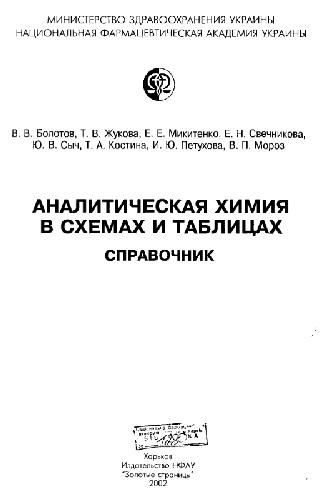 МИНИСТЕРСТВО ЗДРАВООХРАНЕНИЯ УКРАИНЫ
НАЦИОНАЛЬНАЯ ФАРМАЦЕВТИЧЕСКАЯ АКАДЕМИЯ УКРАИНЫ
В. В. Болотов, Т. В. Жукова, Е. Е. Микитенко, Е. Н. Свечникова,
Ю. В. Сыч, Т. А. Костина, И. Ю. Петухова, В. П. Мороз
АНАЛИТИЧЕСКАЯ ХИМИЯ
В СХЕМАХ И ТАБЛИЦАХ
СПРАВОЧНИК
Харьков
Издательство НФАУ
"Золотые страницы"
2002